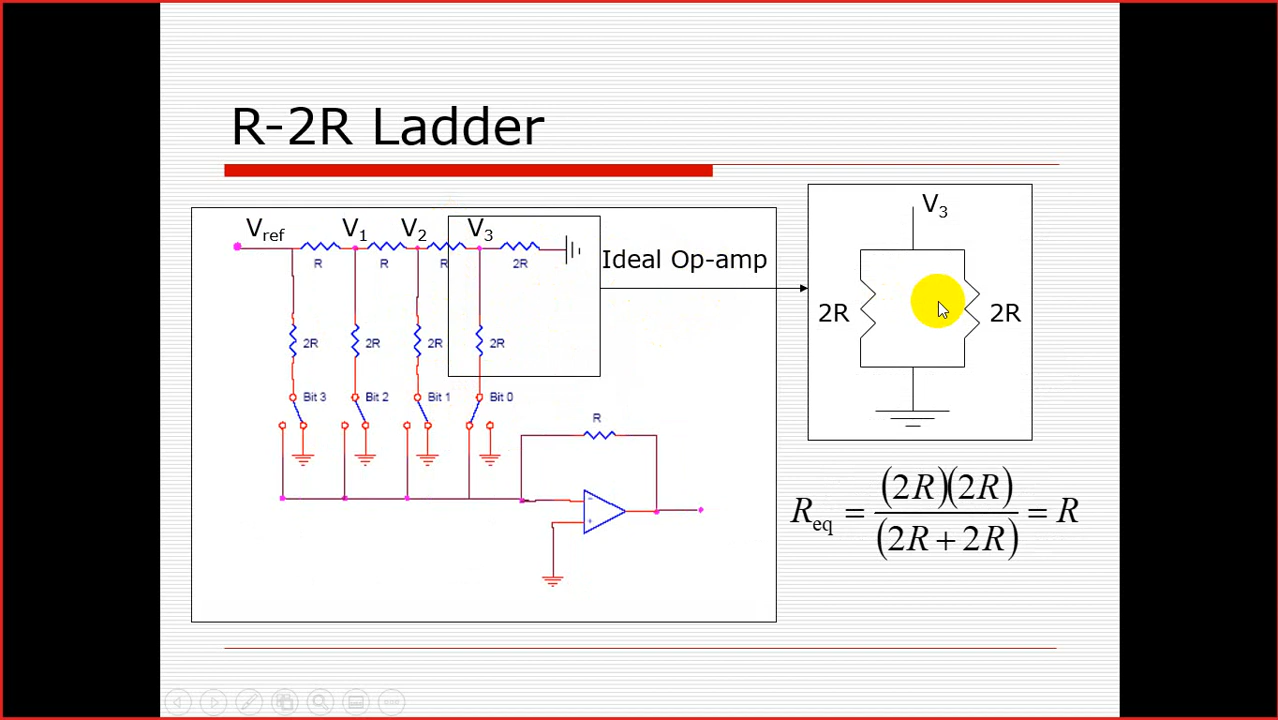 R-2R Ladder
Vref V1 V2 V3
R R R 2R
2R 2R 2R 2R
Bit 3 Bit 2 Bit 1 Bit 0
R
-
+
Ideal Op-amp
V3
2R 2R
Req = (2R)(2R) / (2R + 2R) = R